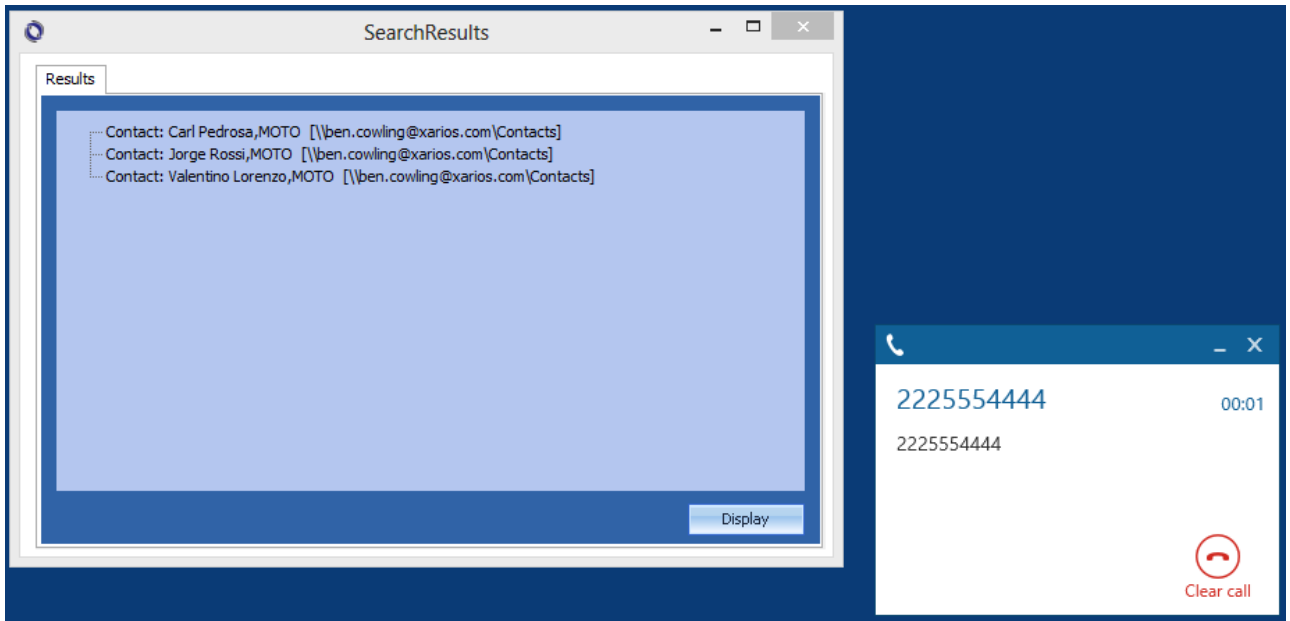 SearchResults
Results
Contact: Carl Pedrosa,MOTO [\\ben.cowling@xarios.com\Contacts]
Contact: Jorge Rossi,MOTO [\\ben.cowling@xarios.com\Contacts]
Contact: Valentino Lorenzo,MOTO [\\ben.cowling@xarios.com\Contacts]
Display
2225554444 00:01
2225554444
Clear call